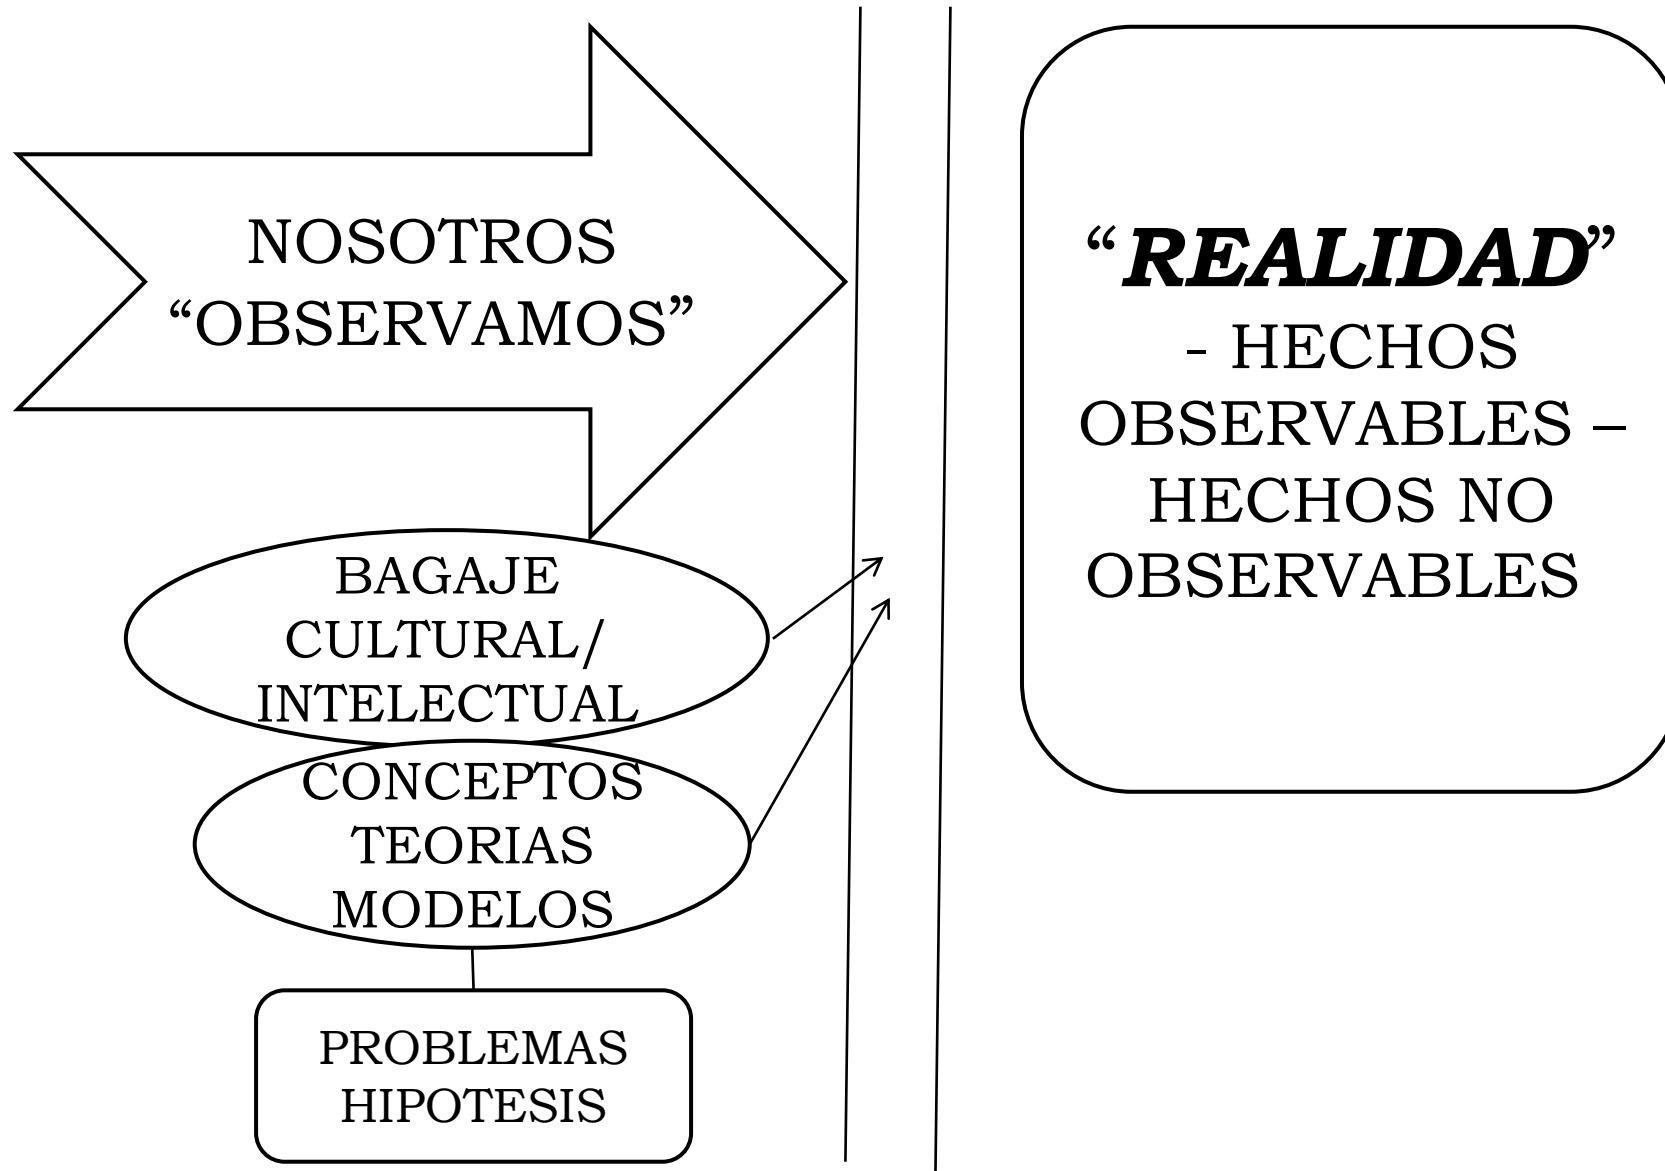 NOSOTROS
“OBSERVAMOS”
BAGAJE
CULTURAL/
INTELECTUAL
CONCEPTOS
TEORIAS
MODELOS
PROBLEMAS
HIPOTESIS
“REALIDAD”
- HECHOS
OBSERVABLES –
HECHOS NO
OBSERVABLES